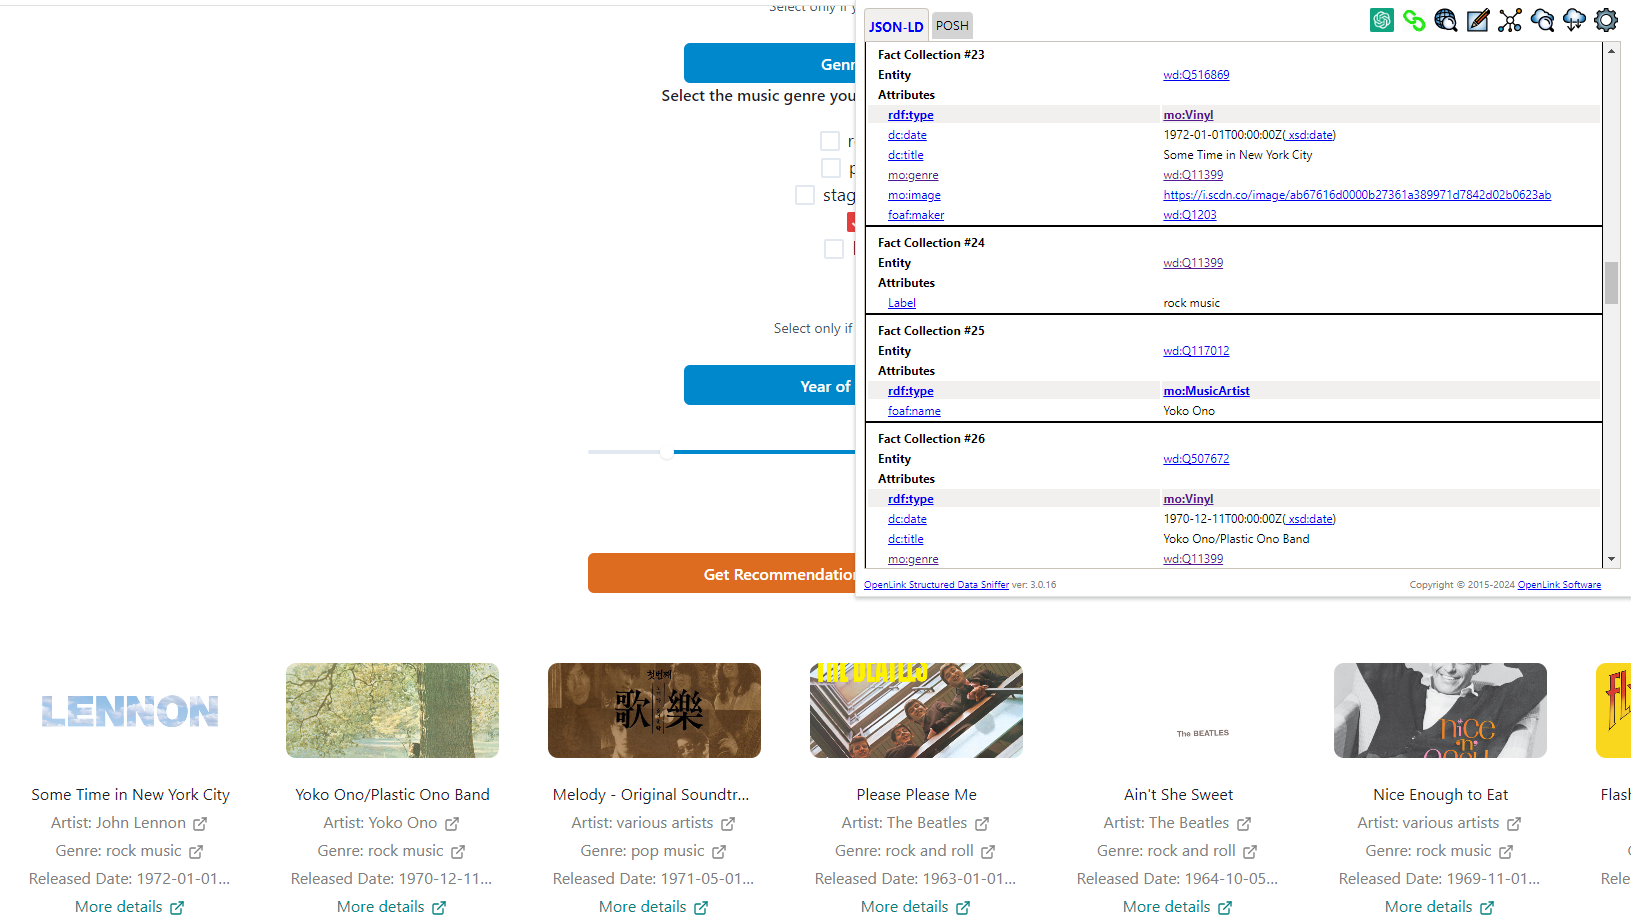 JSON-LD
POSH
Fact Collection #23
Entity wd:Q516869
Attributes
rdf:type mo:Vinyl
dc:date 1972-01-01T00:00:00Z( xsd:date)
dc:title Some Time in New York City
mo:genre wd:Q11399
mo:image https://i.scdn.co/image/ab67616d0000b27361a389971d7842d02b0623ab
foaf:maker wd:Q1203
Fact Collection #24
Entity wd:Q11399
Attributes
Label rock music
Fact Collection #25
Entity wd:Q117012
Attributes
rdf:type mo:MusicArtist
foaf:name Yoko Ono
Fact Collection #26
Entity wd:Q507672
Attributes
rdf:type mo:Vinyl
dc:date 1970-12-11T00:00:00Z( xsd:date)
dc:title Yoko Ono/Plastic Ono Band
mo:genre wd:Q11399
OpenLink Structured Data Sniffer ver: 3.0.16
Copyright © 2015-2024 OpenLink Software
Select only if
Select the music genre you
Select only if
Year of
Get
LENNON
첫번째
歌樂
THE BEATLES
The BEATLES
nice
'n'
Some Time in New York City
Artist: John Lennon
Genre: rock music
Released Date: 1972-01-01...
More details
Yoko Ono/Plastic Ono Band
Artist: Yoko Ono
Genre: rock music
Released Date: 1970-12-11...
More details
Melody - Original Soundtr...
Artist: various artists
Genre: pop music
Released Date: 1971-05-01...
More details
Please Please Me
Artist: The Beatles
Genre: rock and roll
Released Date: 1963-01-01...
More details
Ain't She Sweet
Artist: The Beatles
Genre: rock and roll
Released Date: 1964-10-05...
More details
Nice Enough to Eat
Artist: various artists
Genre: rock music
Released Date: 1969-11-01...
More details